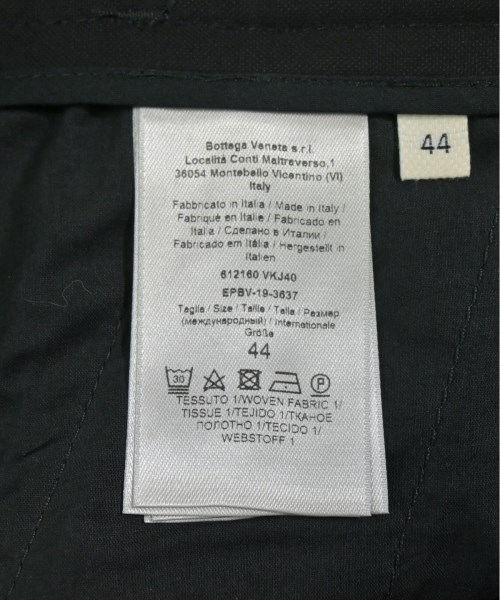 Bottega Veneta s.r.l.
Località Conti Maltraverso,1
36054 Montebello Vicentino (VI)
Italy
Fabbricato in Italia / Made in Italy /
Fabriqué en Italie / Fabricado en
Italia / Сделано в Италии /
Fabricado em Itália / Hergestellt in
Italien
612160 VKJ40
EPBV-19-3637
Taglia / Size / Taille / Talla / Размер
(международный) / Internationale
Größe
44
30
P
TESSUTO 1/WOVEN FABRIC 1/
TISSUE 1/TEJIDO 1/ТКАНОЕ
ПОЛОТНО 1/TECIDO 1/
WEBSTOFF 1
44